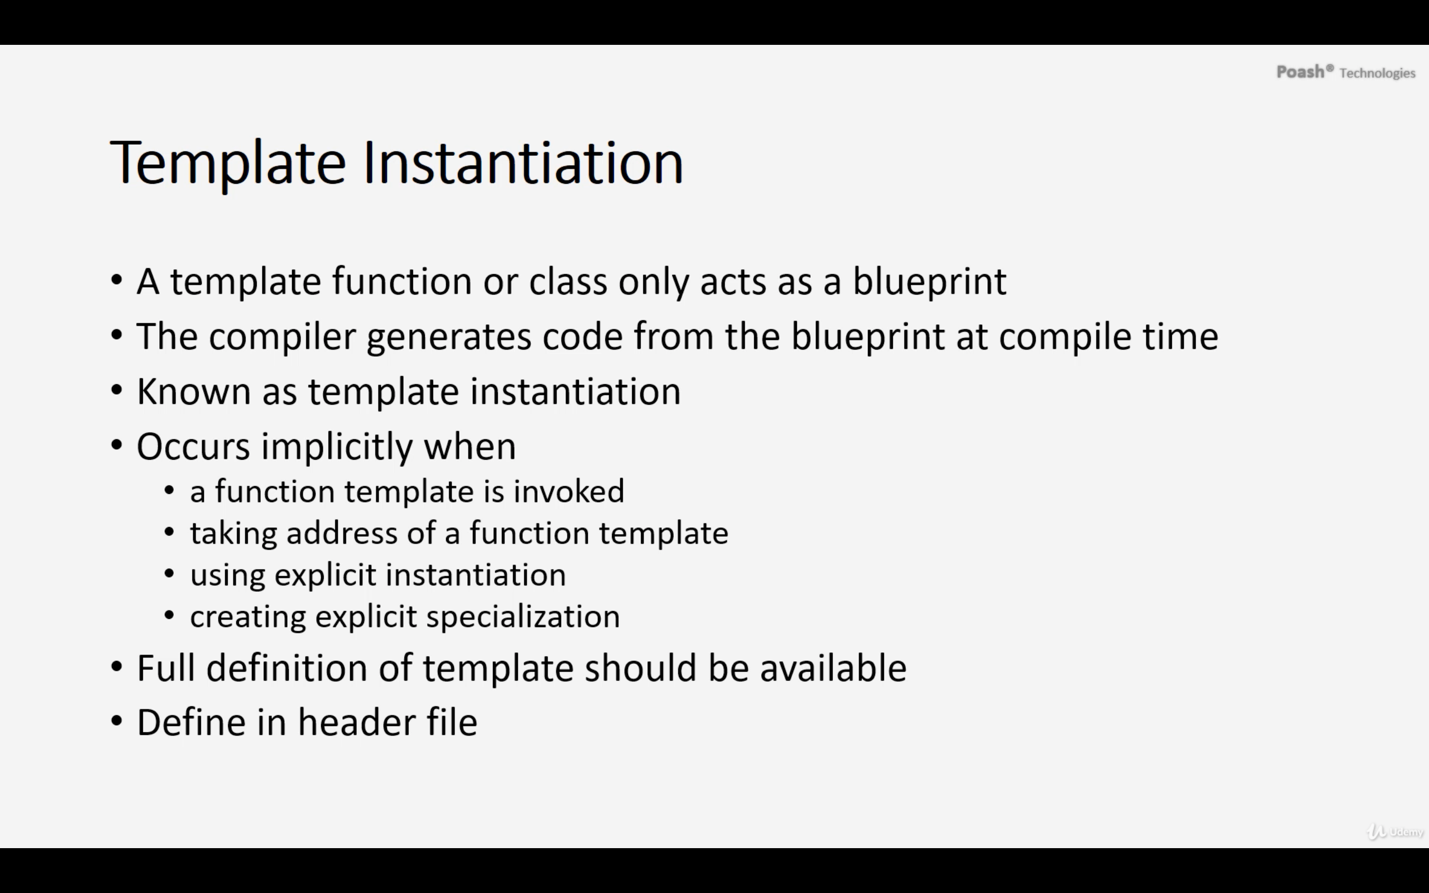 Poash® Technologies
Template Instantiation
• A template function or class only acts as a blueprint
• The compiler generates code from the blueprint at compile time
• Known as template instantiation
• Occurs implicitly when
• a function template is invoked
• taking address of a function template
• using explicit instantiation
• creating explicit specialization
• Full definition of template should be available
• Define in header file
Udemy